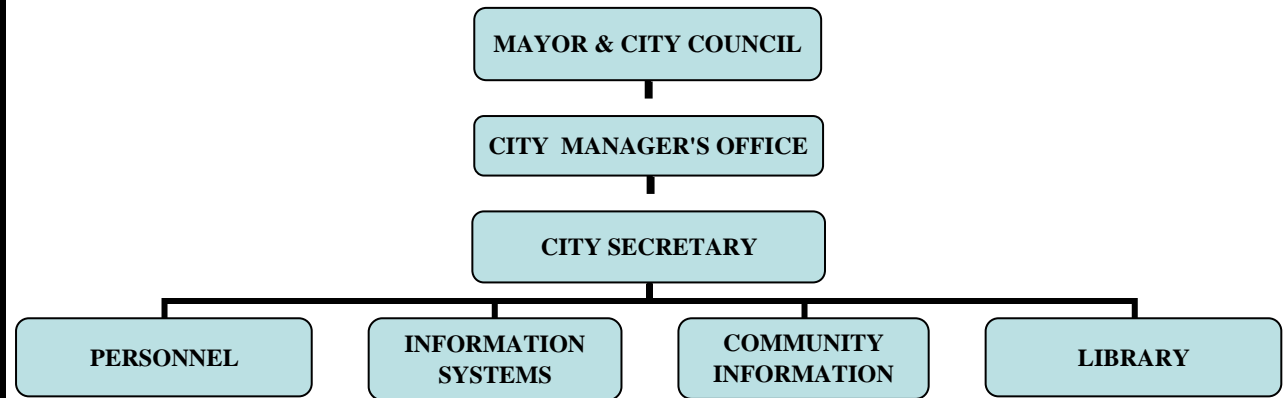 MAYOR & CITY COUNCIL
CITY MANAGER'S OFFICE
CITY SECRETARY
PERSONNEL
INFORMATION
SYSTEMS
COMMUNITY
INFORMATION
LIBRARY